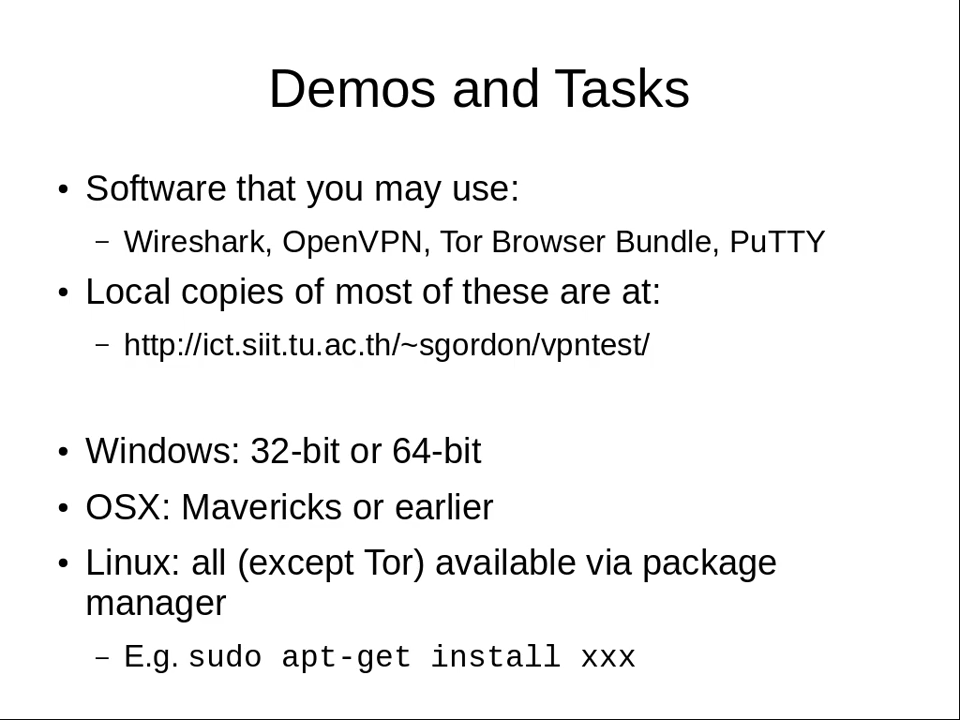 Demos and Tasks
• Software that you may use:
– Wireshark, OpenVPN, Tor Browser Bundle, PuTTY
• Local copies of most of these are at:
– http://ict.siit.tu.ac.th/~sgordon/vpntest/
• Windows: 32-bit or 64-bit
• OSX: Mavericks or earlier
• Linux: all (except Tor) available via package
manager
– E.g. sudo apt-get install xxx